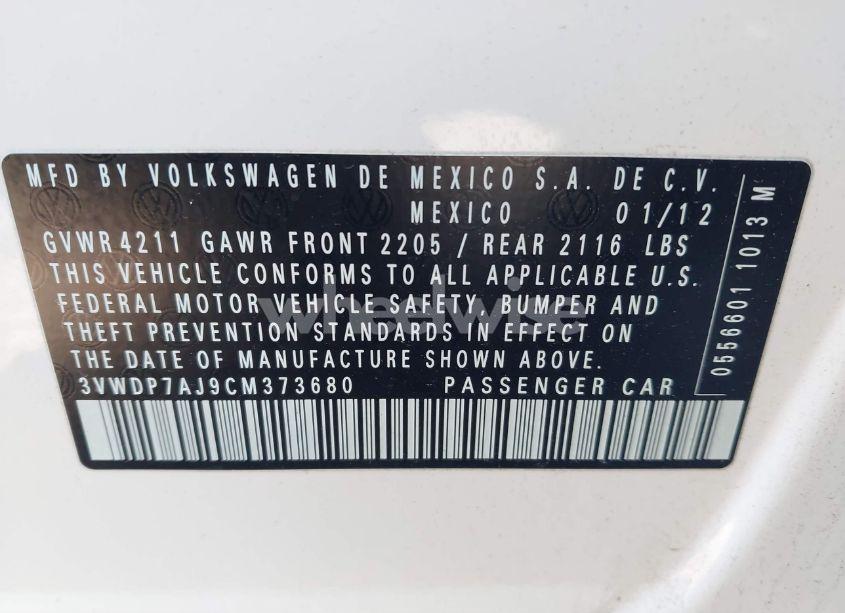 MFD BY VOLKSWAGEN DE MEXICO S.A. DE C.V.
MEXICO 01/12
GVWR 4211 GAWR FRONT 2205 / REAR 2116 LBS
THIS VEHICLE CONFORMS TO ALL APPLICABLE U.S.
FEDERAL MOTOR VEHICLE SAFETY, BUMPER AND
THEFT PREVENTION STANDARDS IN EFFECT ON
THE DATE OF MANUFACTURE SHOWN ABOVE.
3VWDP7AJ9CM373680 PASSENGER CAR
0556601 1013 M
wheelwise